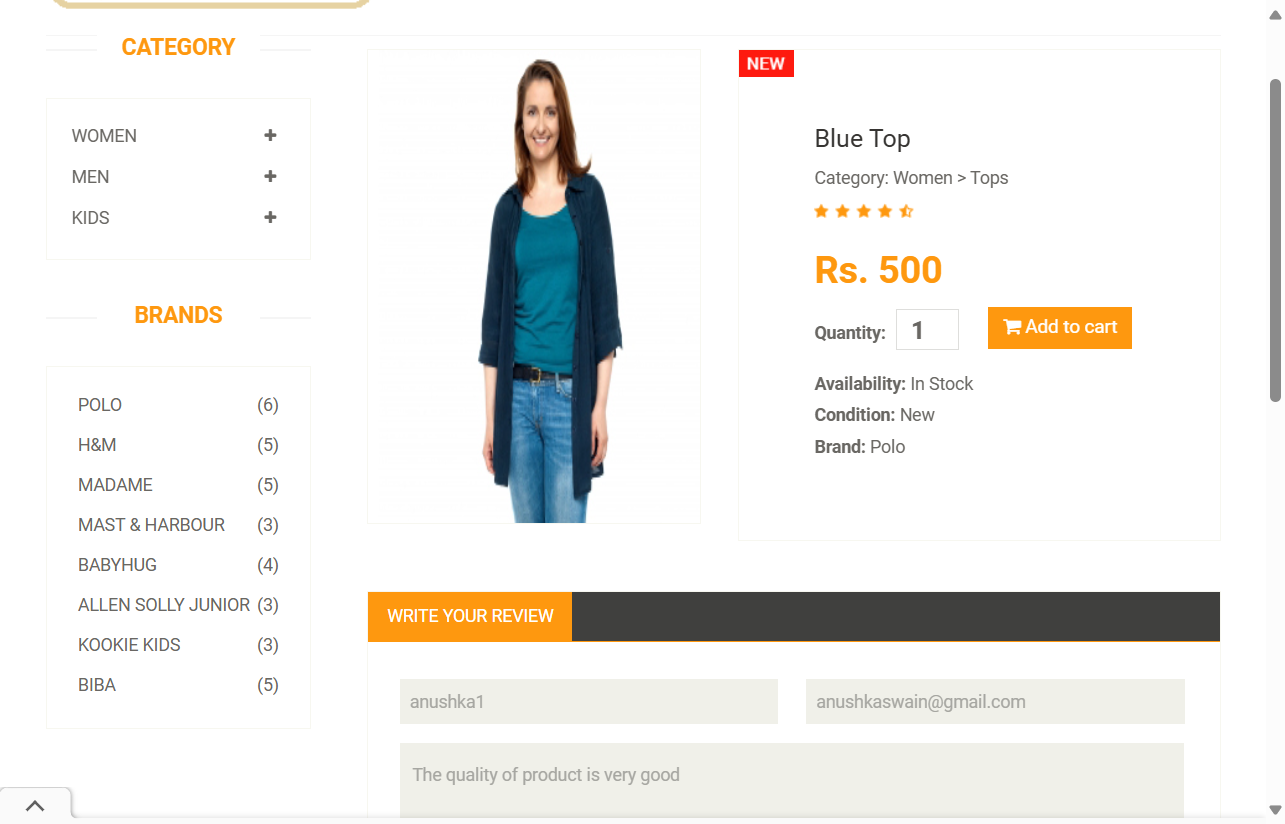 CATEGORY
WOMEN
MEN
KIDS
BRANDS
POLO (6)
H&M (5)
MADAME (5)
MAST & HARBOUR (3)
BABYHUG (4)
ALLEN SOLLY JUNIOR (3)
KOOKIE KIDS (3)
BIBA (5)
NEW
Blue Top
Category: Women > Tops
Rs. 500
Quantity: 1 Add to cart
Availability: In Stock
Condition: New
Brand: Polo
WRITE YOUR REVIEW
anushka1 anushkaswain@gmail.com
The quality of product is very good